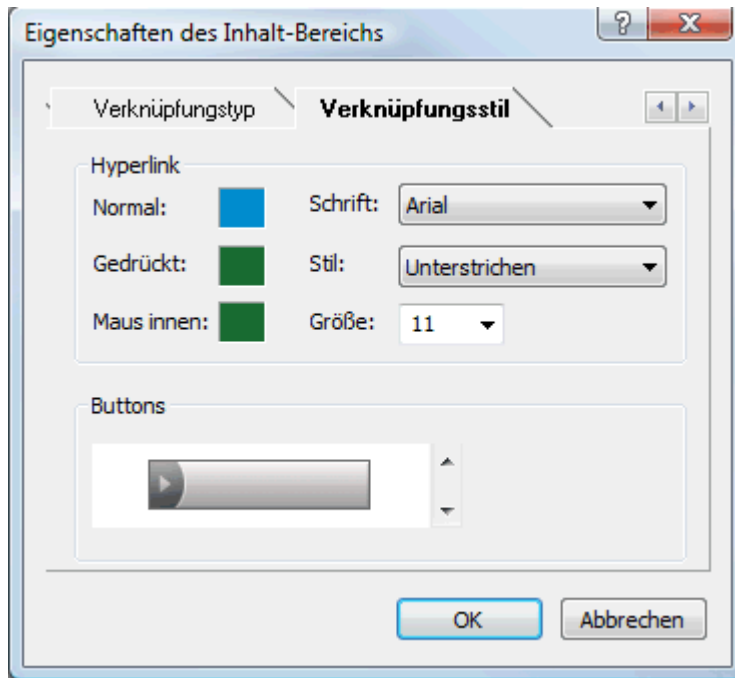 Eigenschaften des Inhalt-Bereichs
Verknüpfungstyp Verknüpfungsstil
Hyperlink
Normal: Schrift: Arial
Gedrückt: Stil: Unterstrichen
Maus innen: Größe: 11
Buttons
OK Abbrechen